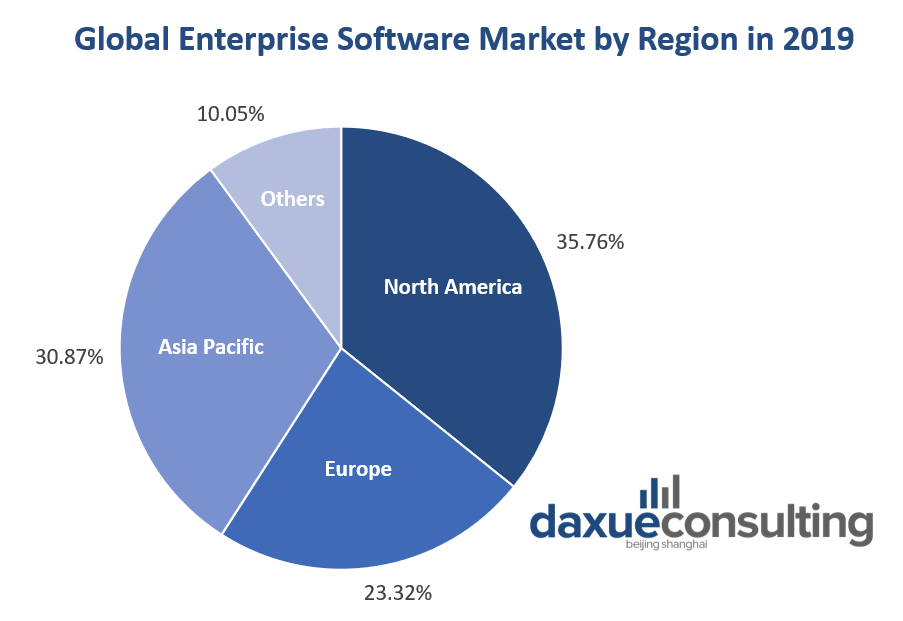 Global Enterprise Software Market by Region in 2019
10.05%
Others
35.76%
North America
Asia Pacific
30.87%
Europe
23.32%
daxueconsulting
beijing shanghai